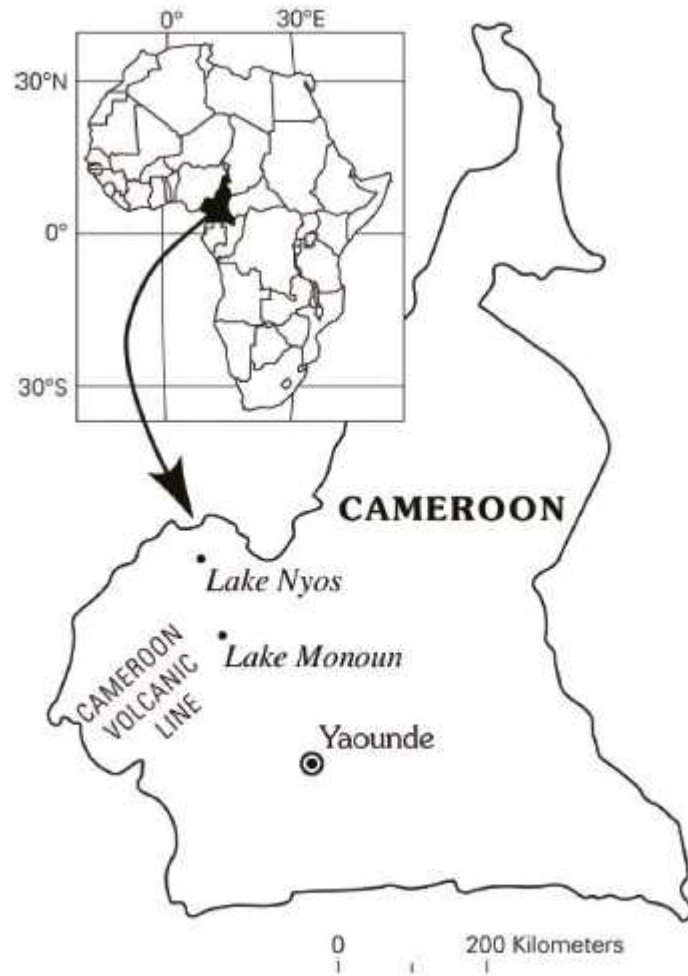 0° 30°E
30°N
0°
30°S
CAMEROON
Lake Nyos
Lake Monoun
CAMEROON
VOLCANIC
LINE
Yaounde
0 200 Kilometers